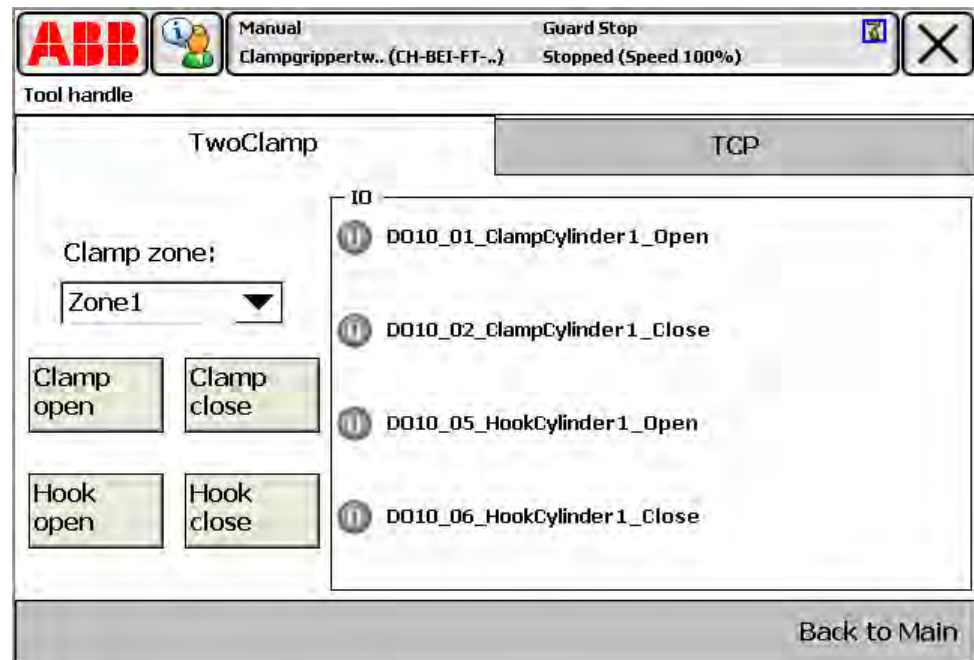 ABB
Manual
Guard Stop
Clampgrippertw.. (CH-BEI-FT-..)
Stopped (Speed 100%)
Tool handle
TwoClamp
TCP
IO
DO10_01_ClampCylinder1_Open
Clamp zone:
Zone1
DO10_02_ClampCylinder1_Close
Clamp open
Clamp close
DO10_05_HookCylinder1_Open
Hook open
Hook close
DO10_06_HookCylinder1_Close
Back to Main